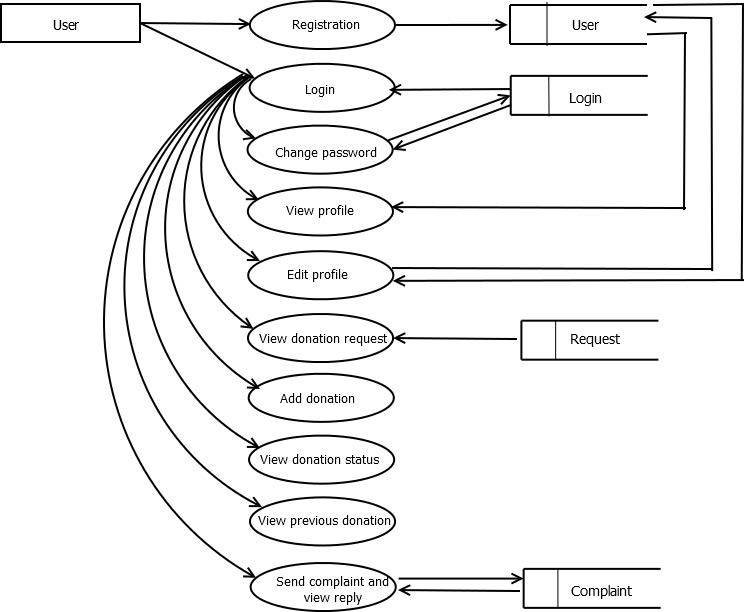 User
Registration
User
Login
Login
Change password
View profile
Edit profile
View donation request
Request
Add donation
View donation status
View previous donation
Send complaint and
view reply
Complaint